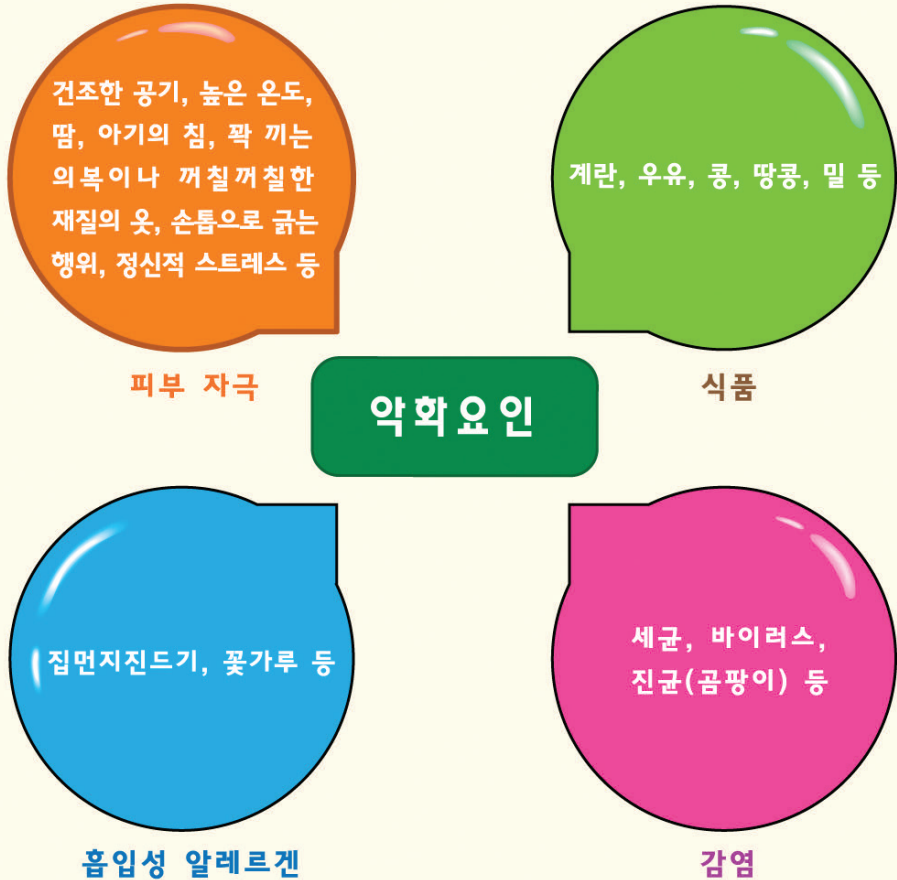 건조한 공기, 높은 온도,
땀, 아기의 침, 꽉 끼는
의복이나 꺼칠꺼칠한
재질의 옷, 손톱으로 긁는
행위, 정신적 스트레스 등
피부 자극
계란, 우유, 콩, 땅콩, 밀 등
식품
악화요인
집먼지진드기, 꽃가루 등
흡입성 알레르겐
세균, 바이러스,
진균(곰팡이) 등
감염